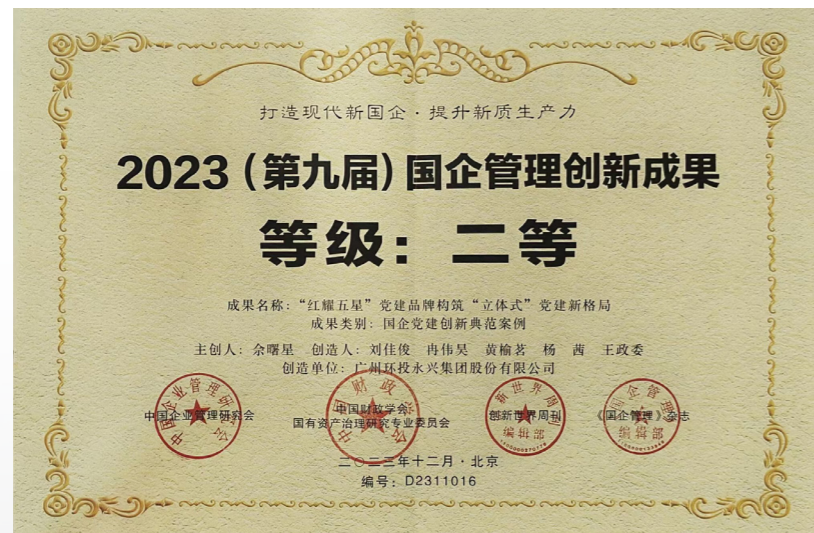 打造现代新国企·提升新质生产力
2023（第九届）国企管理创新成果
等级：二等
成果名称：“红耀五星”党建品牌构筑“立体式”党建新格局
成果类别：国企党建创新典范案例
主创人：佘曙星 创造人：刘佳俊 冉伟昊 黄榆茗 杨 茜 王政委
创造单位：广州环投永兴集团股份有限公司
中国企业管理研究会
中国财政学会
国有资产治理研究专业委员会
创新世界周刊
《国企管理》杂志
编辑部
编辑部
二〇二三年十二月·北京
编号：D2311016